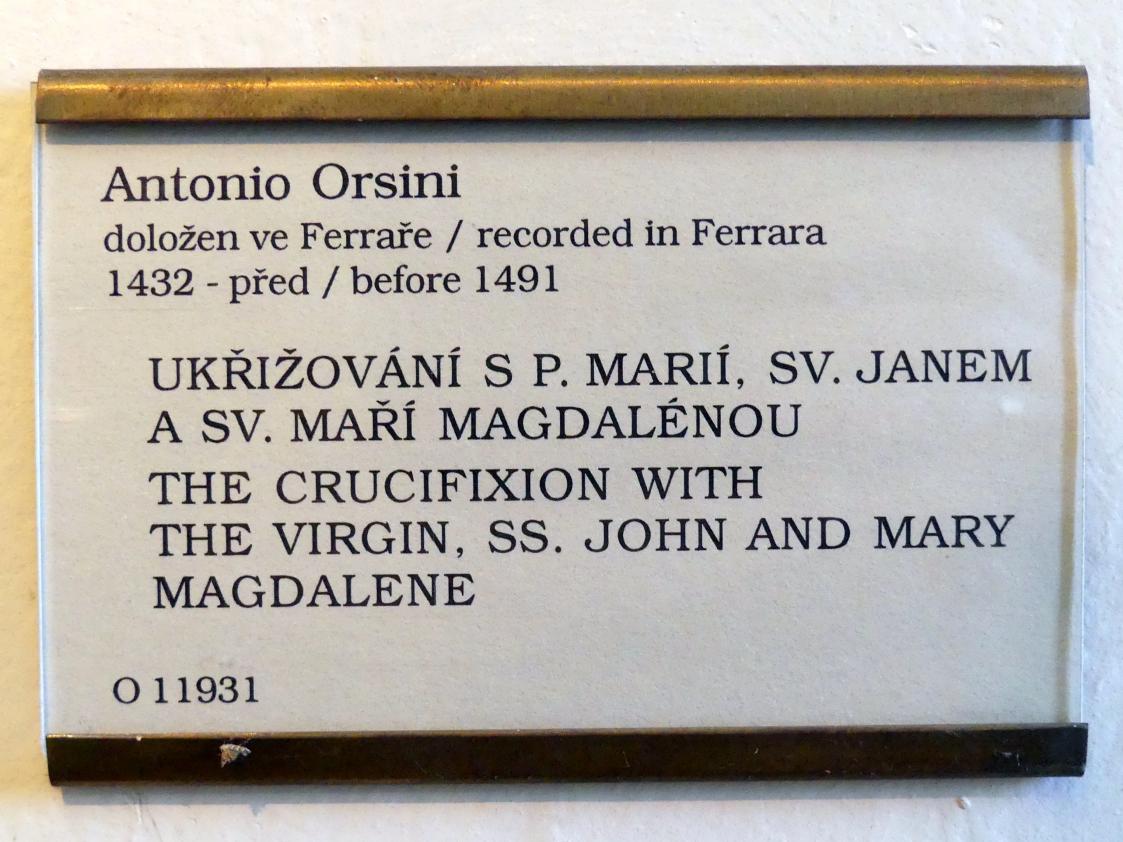 Antonio Orsini
doložen ve Ferraře / recorded in Ferrara
1432 - před / before 1491
UKŘIŽOVÁNÍ S P. MARIÍ, SV. JANEM
A SV. MAŘÍ MAGDALÉNOU
THE CRUCIFIXION WITH
THE VIRGIN, SS. JOHN AND MARY
MAGDALENE
O 11931